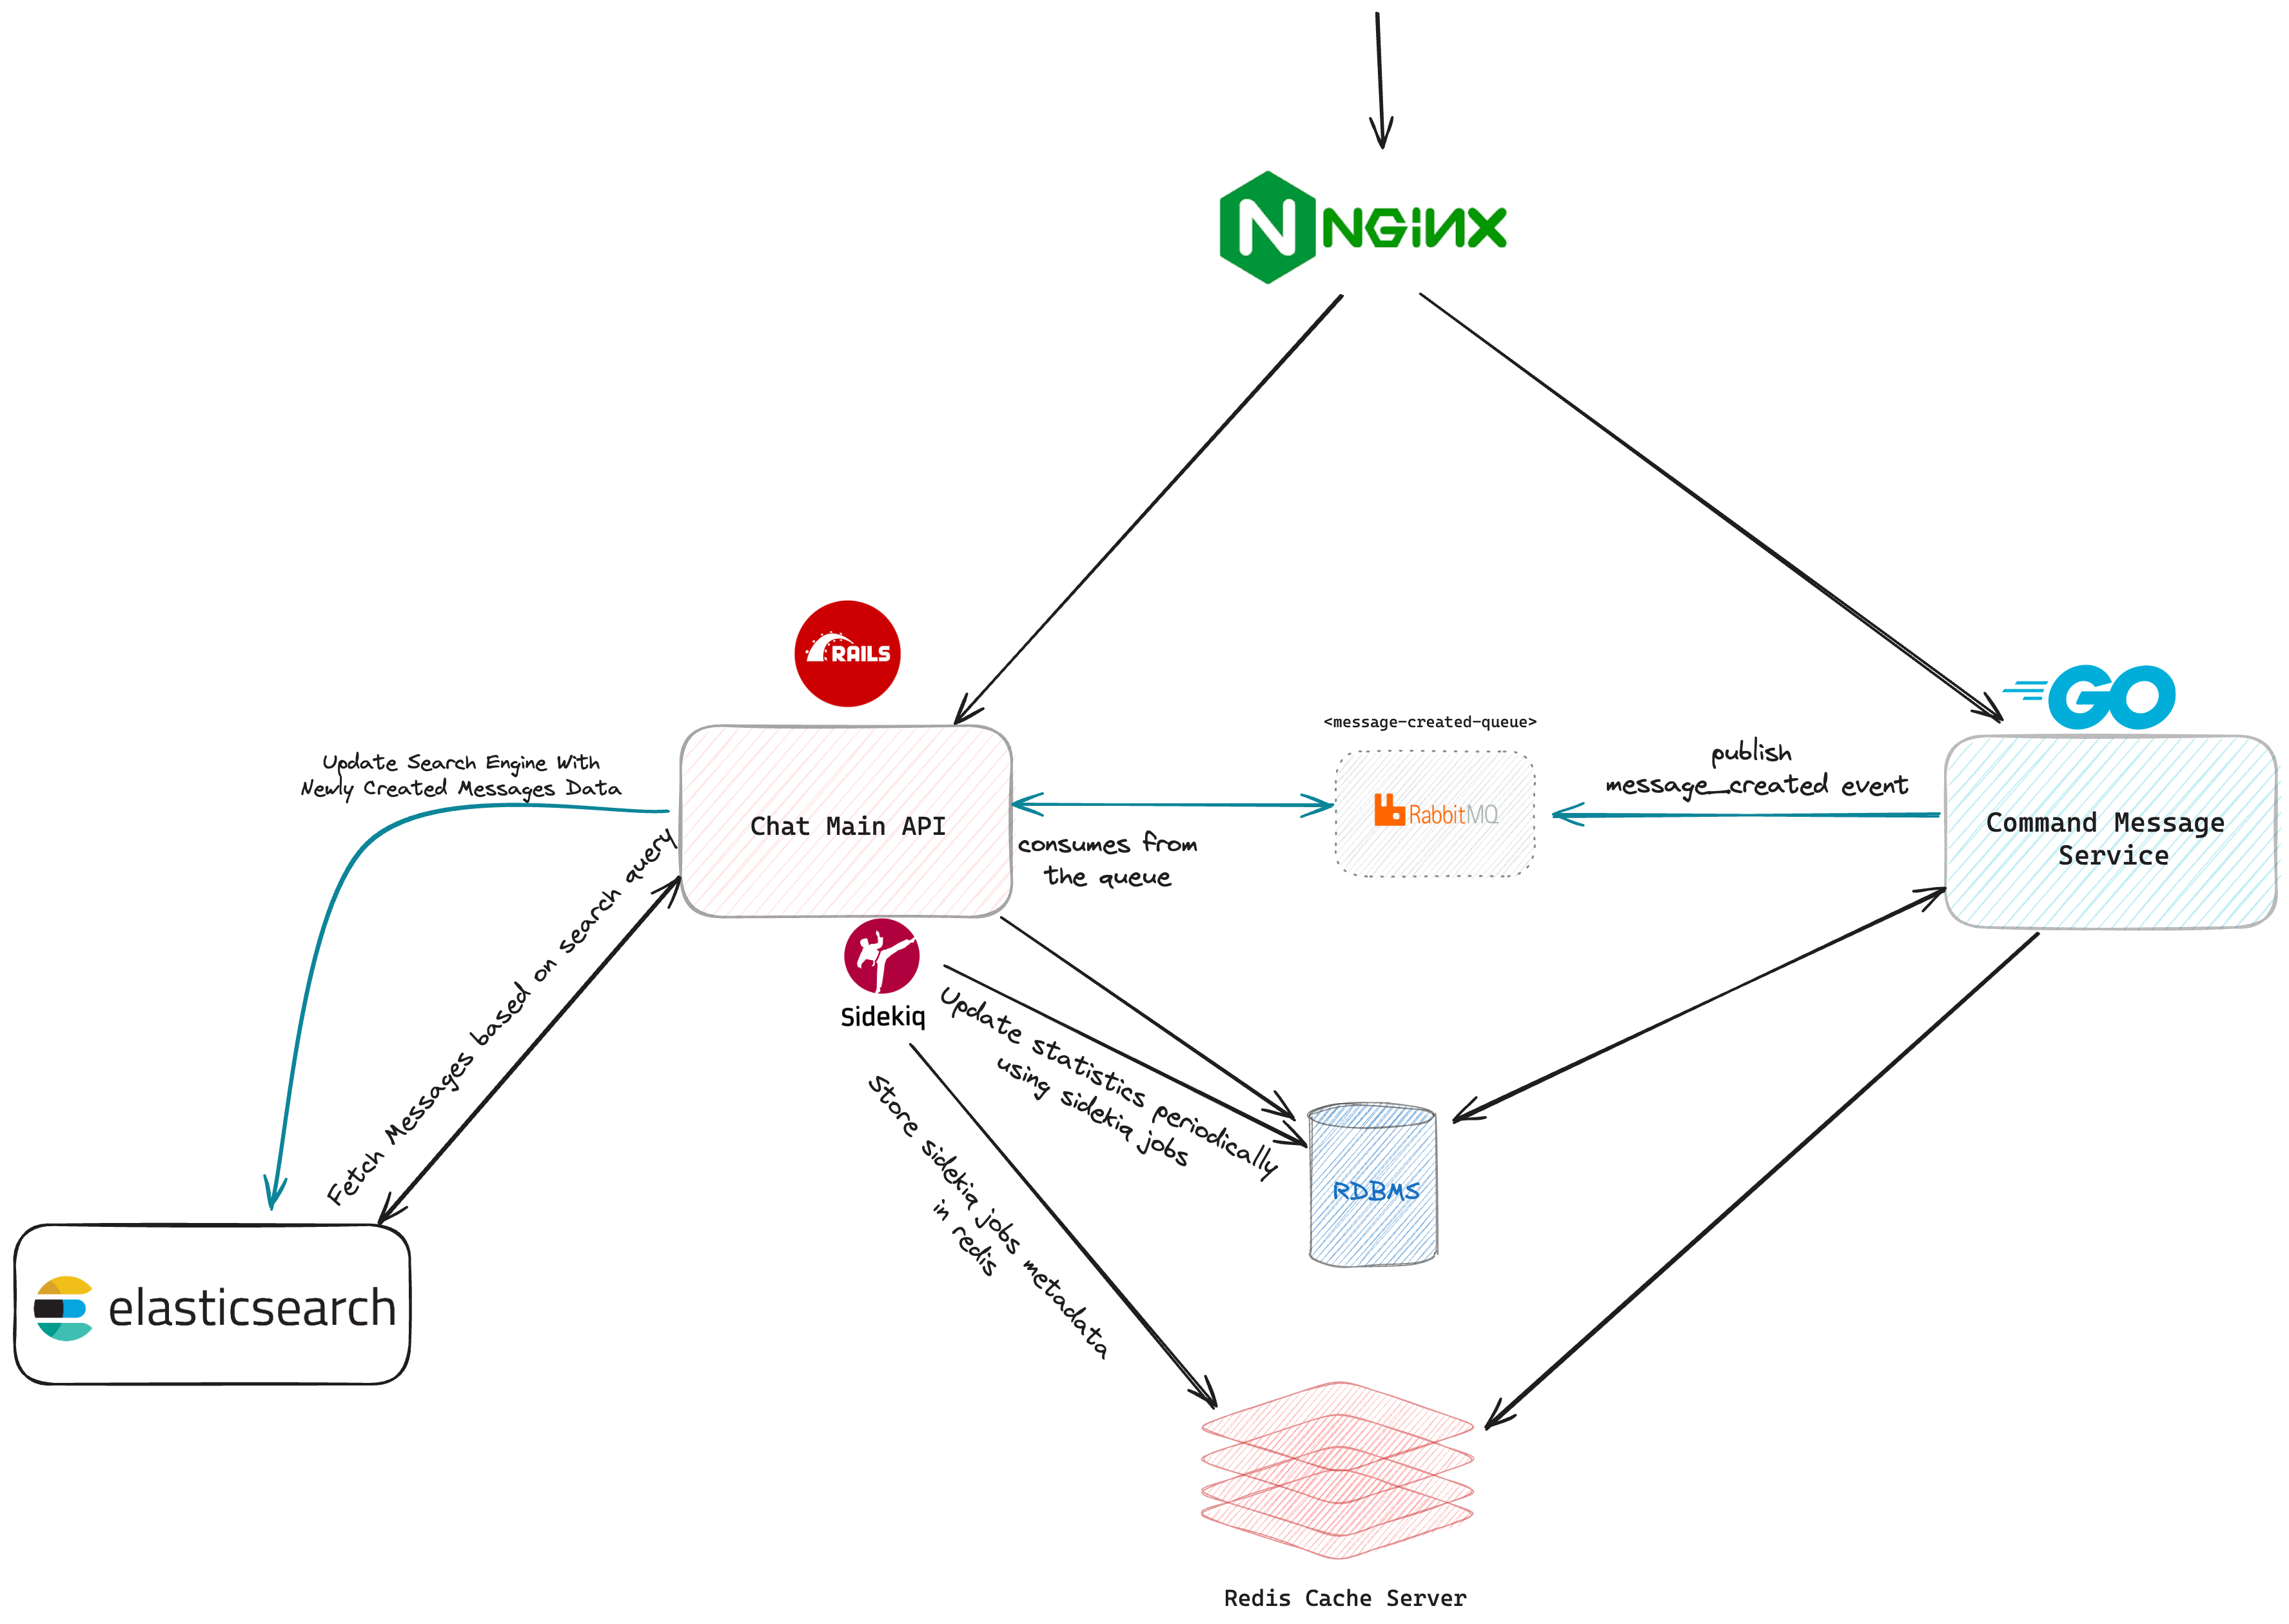 N NGINX
RAILS
GO
<message-created-queue>
Update Search Engine With
Newly Created Messages Data
publish
message_created event
RabbitMQ
Chat Main API
Command Message
Service
consumes from
the queue
Fetch Messages based on search query
Sidekiq
Update statistics periodically
using sidekiq jobs
Store sidekiq jobs metadata
in redis
RDBMS
elasticsearch
Redis Cache Server